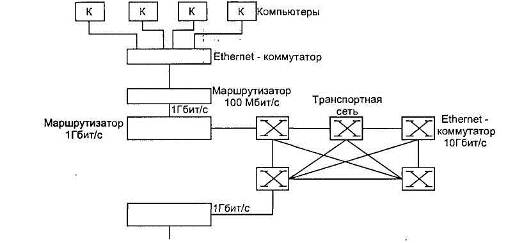 К К К К Компьютеры
Ethernet - коммутатор
Маршрутизатор
100 Мбит/с
1Гбит/с
Маршрутизатор
1Гбит/с
Транспортная
сеть
Ethernet -
коммутатор
10Гбит/с
1Гбит/с